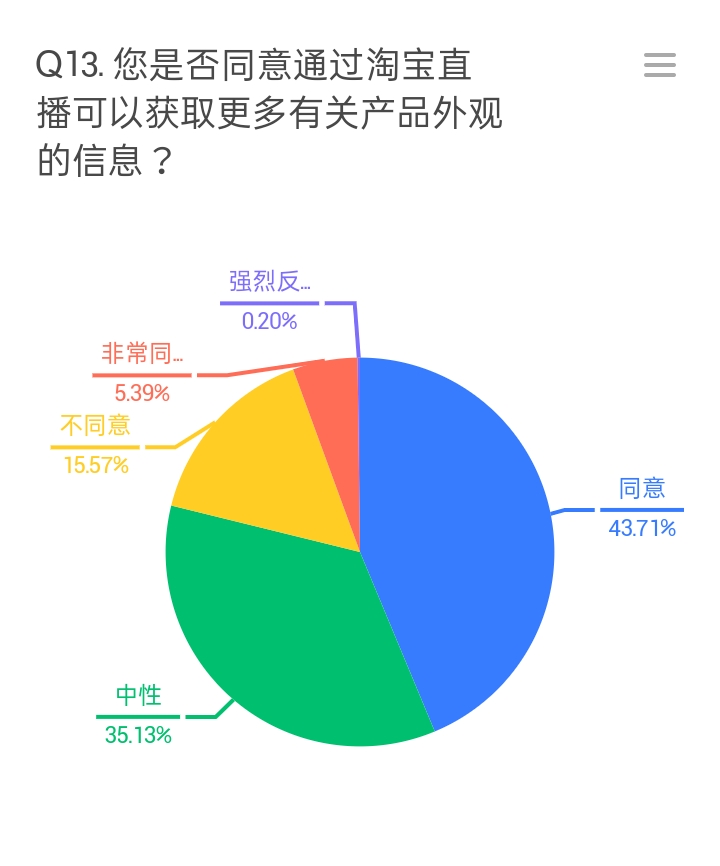 Q13. 您是否同意通过淘宝直
播可以获取更多有关产品外观
的信息？
强烈反...
0.20%
非常同...
5.39%
不同意
15.57%
同意
43.71%
中性
35.13%